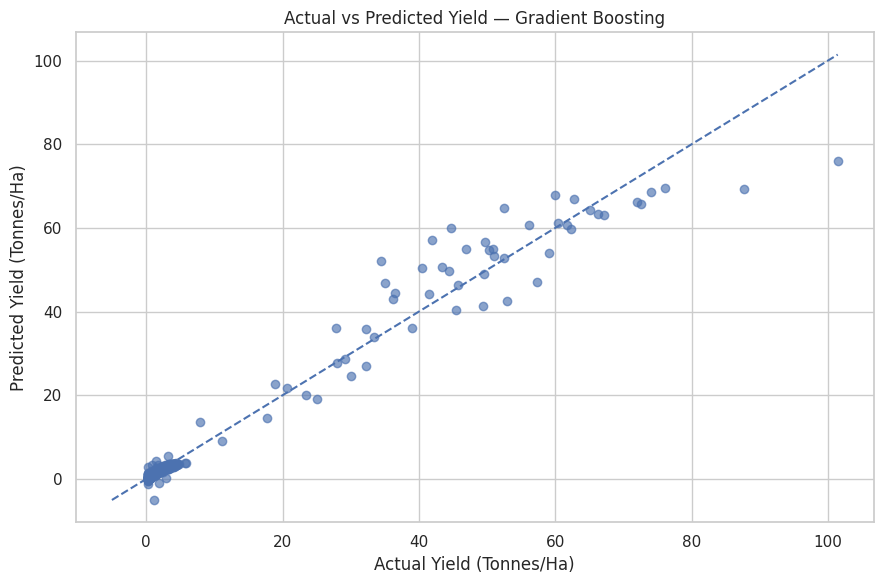 Actual vs Predicted Yield — Gradient Boosting
Predicted Yield (Tonnes/Ha)
100
80
60
40
20
0
0 20 40 60 80 100
Actual Yield (Tonnes/Ha)